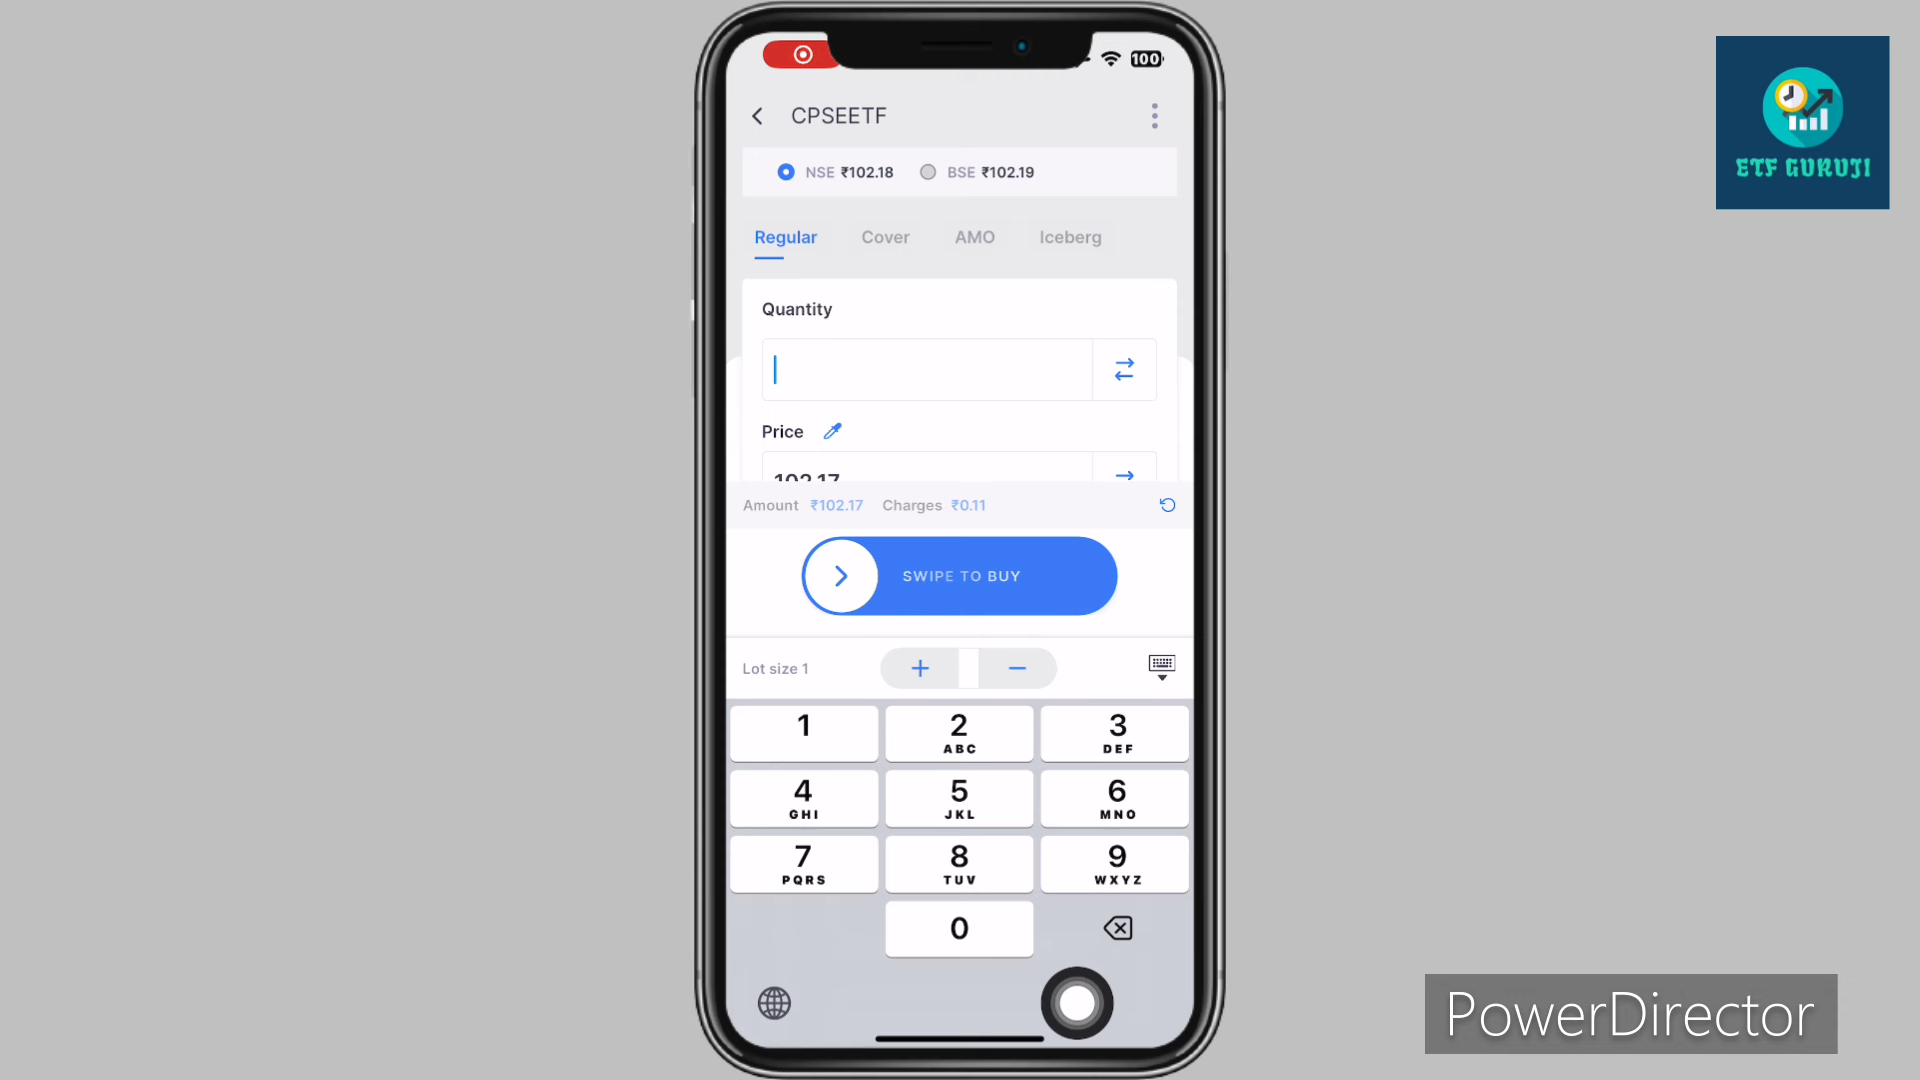 100
CPSEETF
NSE ₹102.18 BSE ₹102.19
Regular Cover AMO Iceberg
Quantity
Price
102.17
Amount ₹102.17 Charges ₹0.11
SWIPE TO BUY
Lot size 1 + −
1 2 3
ABC DEF
4 5 6
GHI JKL MNO
7 8 9
PQRS TUV WXYZ
0
ETF GURUJI
PowerDirector